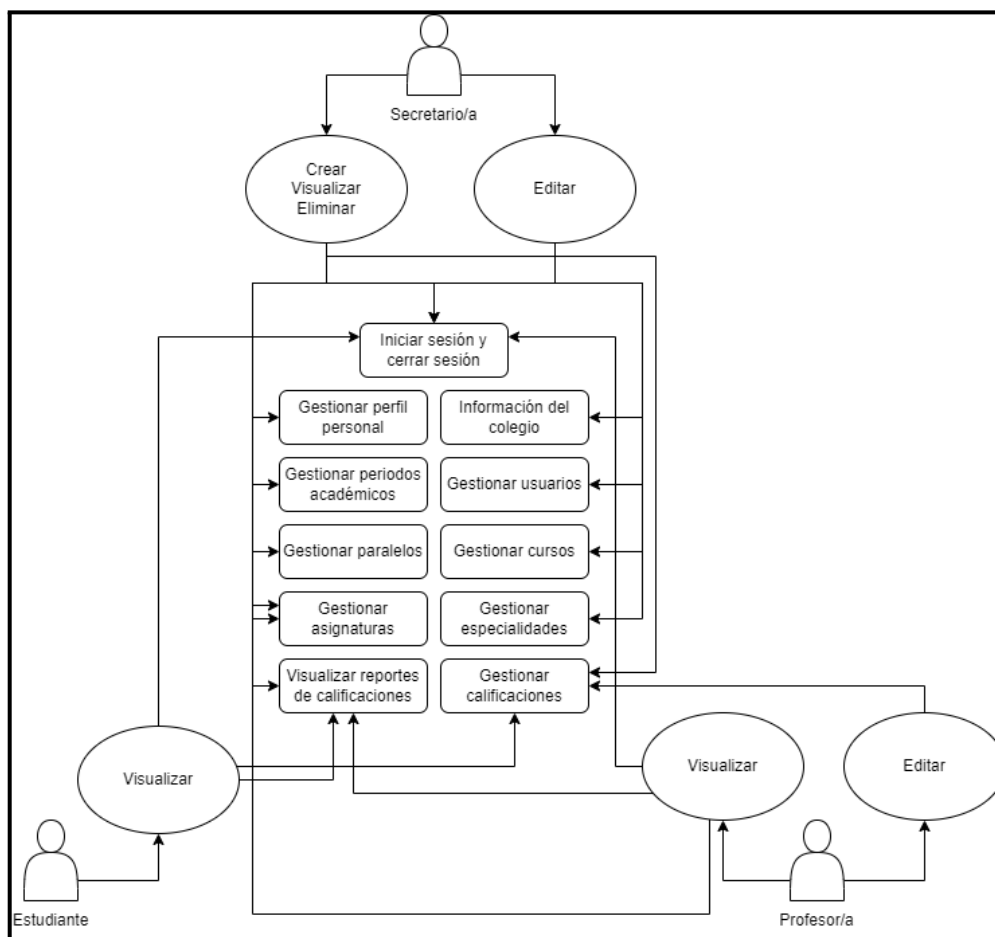 Secretario/a
Crear
Visualizar
Eliminar
Editar
Iniciar sesión y
cerrar sesión
Gestionar perfil
personal
Información del
colegio
Gestionar periodos
académicos
Gestionar usuarios
Gestionar paralelos
Gestionar cursos
Gestionar
asignaturas
Gestionar
especialidades
Visualizar reportes
de calificaciones
Gestionar
calificaciones
Visualizar
Visualizar
Editar
Estudiante
Profesor/a